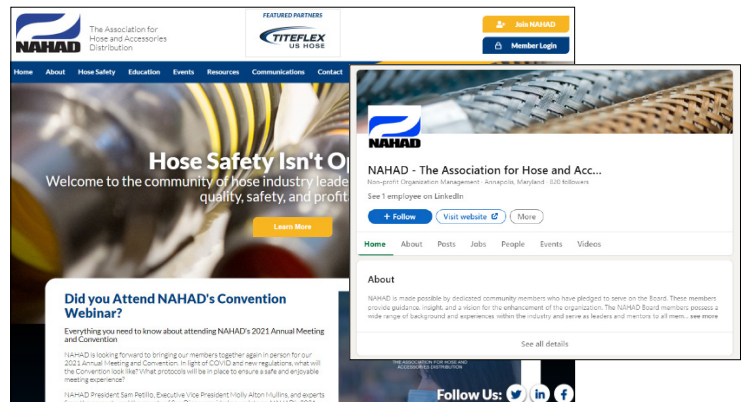 NAHAD
The Association for
Hose and Accessories
Distribution
FEATURED PARTNERS
TITEFLEX
US HOSE
Join NAHAD
Member Login
Home About Hose Safety Education Events Resources Communications Contact
Hose Safety Isn't O
Welcome to the community of hose industry leade
quality, safety, and profit
Learn More
Did you Attend NAHAD's Convention
Webinar?
Everything you need to know about attending NAHAD's 2021 Annual Meeting
and Convention
NAHAD is looking forward to bringing our members together again in person for our
2021 Annual Meeting and Convention. In light of COVID and new regulations, what will
the Convention look like? What protocols will be in place to ensure a safe and enjoyable
meeting experience?
NAHAD President Sam Petillo, Executive Vice President Molly Alton Mullins, and experts
NAHAD
NAHAD - The Association for Hose and Acc...
Non-profit Organization Management · Annapolis, Maryland · 820 followers
See 1 employee on LinkedIn
+ Follow Visit website More
Home About Posts Jobs People Events Videos
About
NAHAD is made possible by dedicated community members who have pledged to serve on the Board. These members
provide guidance, insight, and a vision for the enhancement of the organization. The NAHAD Board members possess a
wide range of background and experiences within the industry and serve as leaders and mentors to all mem... see more
See all details
THE ASSOCIATION FOR HOSE AND
ACCESSORIES DISTRIBUTION
Follow Us: